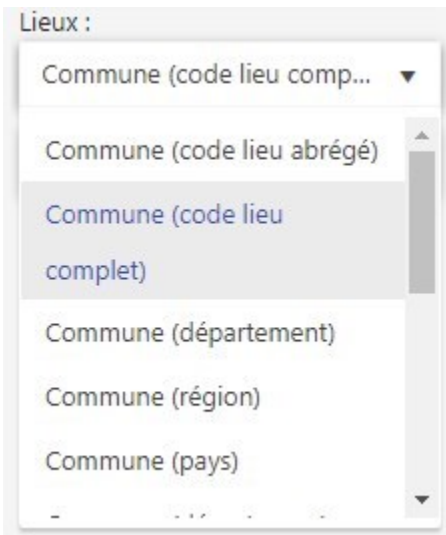 Lieux :
Commune (code lieu comp...
Commune (code lieu abrégé)
Commune (code lieu
complet)
Commune (département)
Commune (région)
Commune (pays)